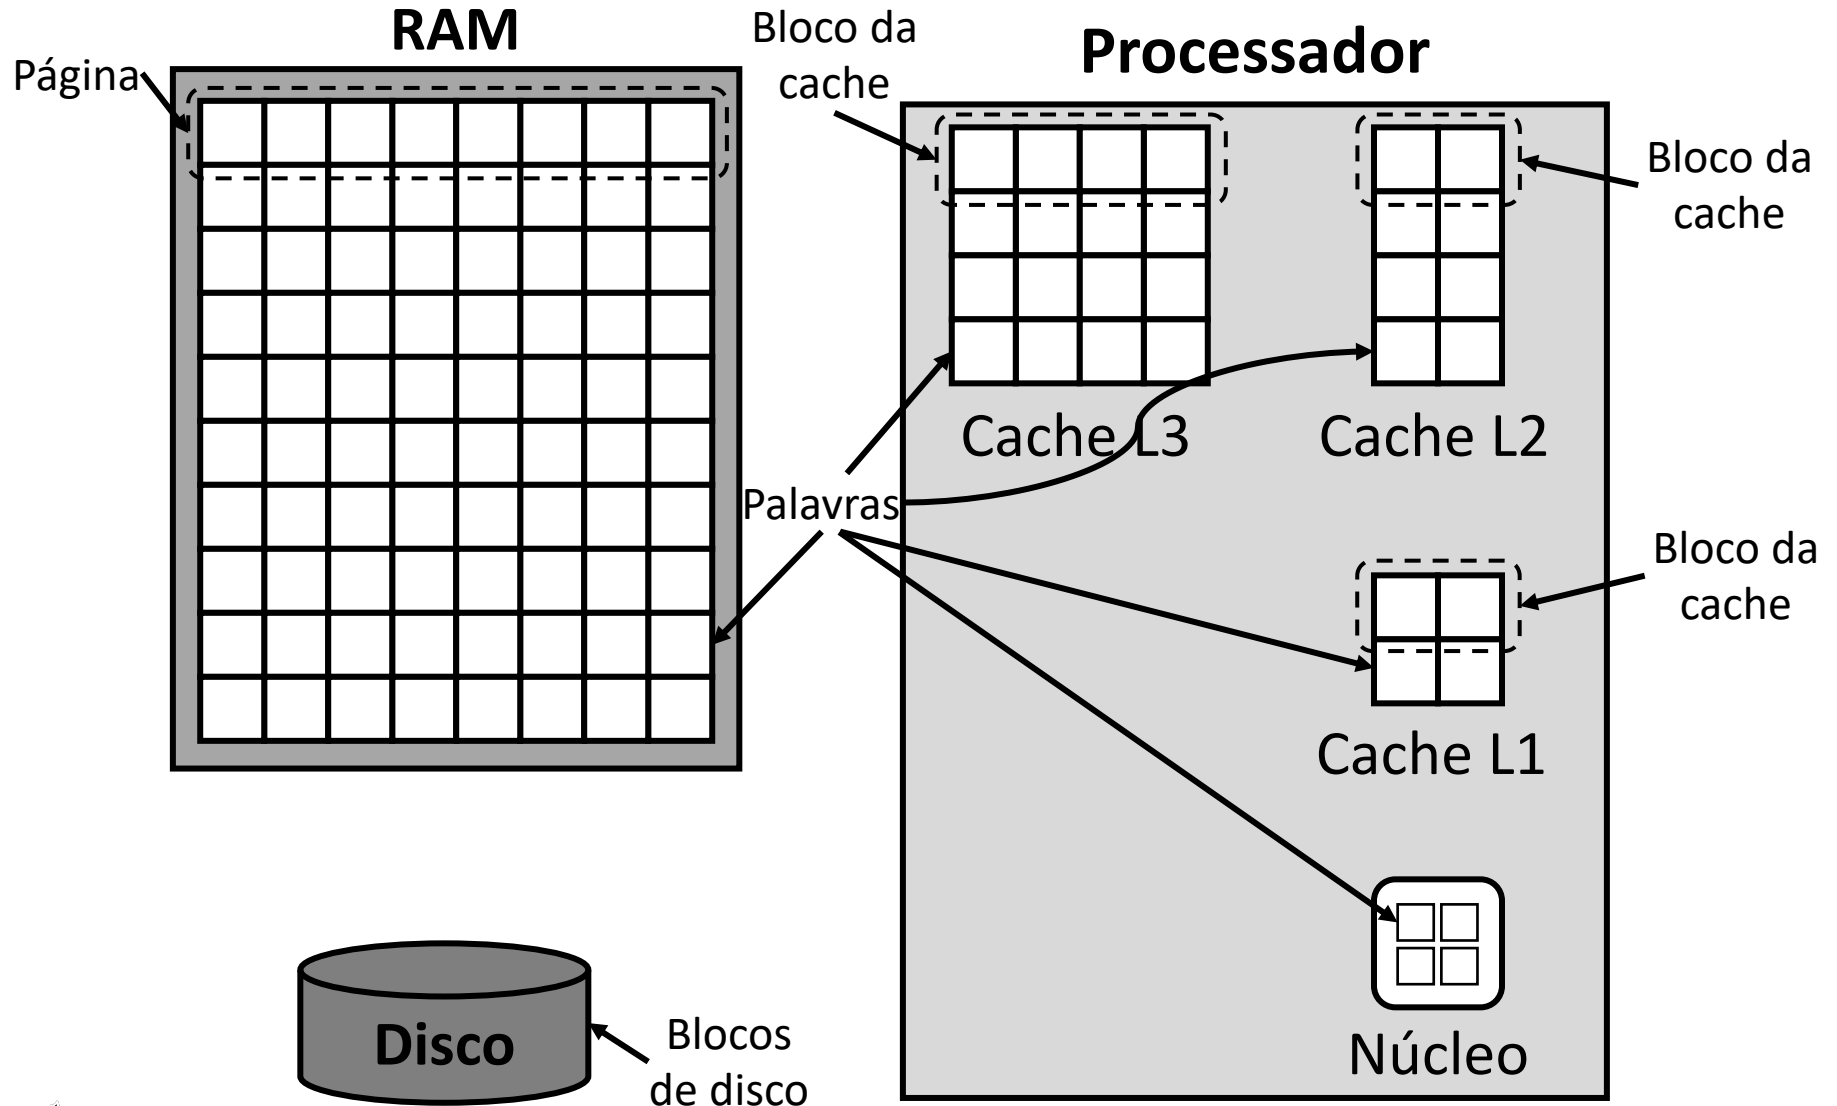 RAM
Página
Bloco da
cache
Processador
Bloco da
cache
Cache L3
Cache L2
Palavras
Bloco da
cache
Cache L1
Núcleo
Disco
Blocos
de disco